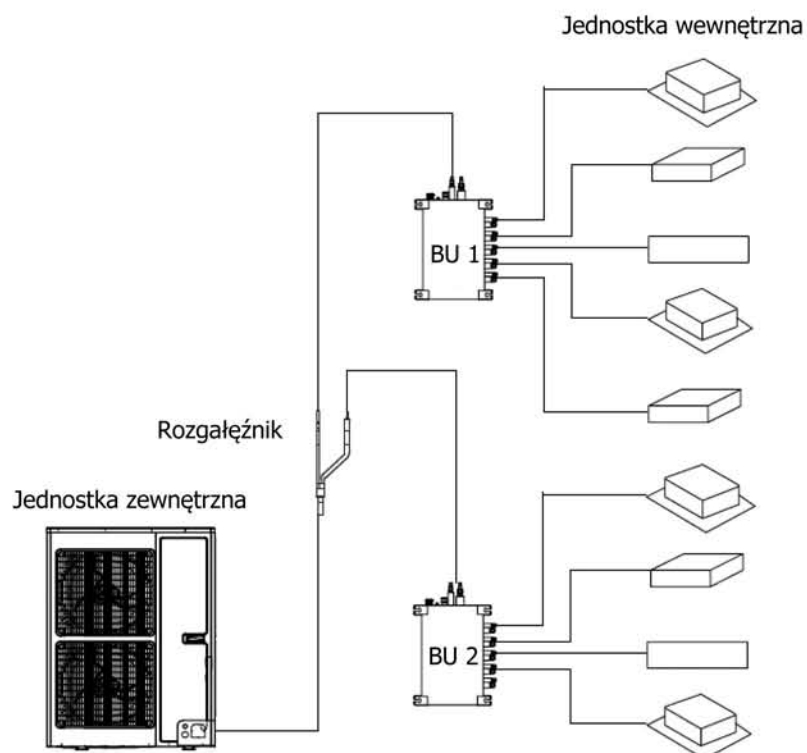 Jednostka wewnętrzna
BU 1
Rozgałęźnik
Jednostka zewnętrzna
BU 2